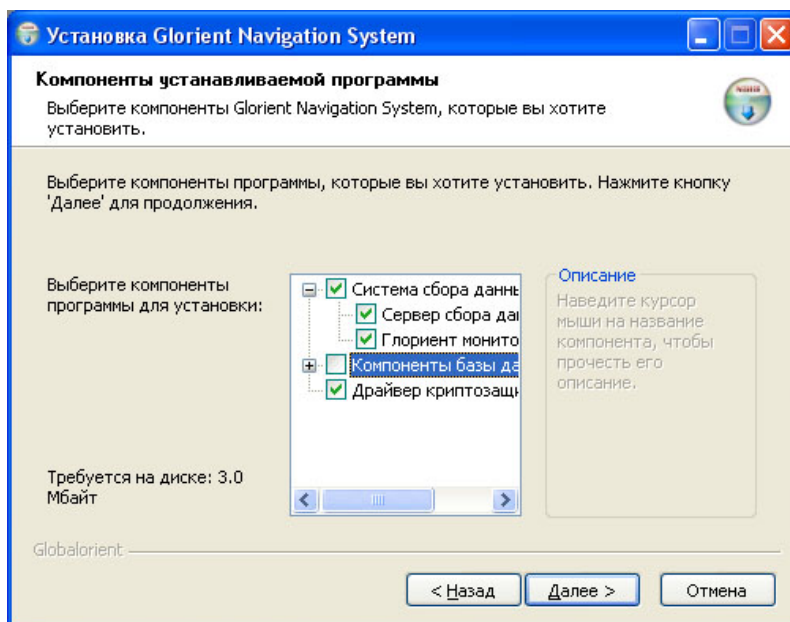 Установка Glorient Navigation System
Компоненты устанавливаемой программы
Выберите компоненты Glorient Navigation System, которые вы хотите
установить.
Выберите компоненты программы, которые вы хотите установить. Нажмите кнопку
'Далее' для продолжения.
Выберите компоненты
программы для установки:
Система сбора данны
Сервер сбора да
Глориент монито
Компоненты базы да
Драйвер криптозащи
Описание
Наведите курсор
мыши на название
компонента, чтобы
прочесть его
описание.
Требуется на диске: 3.0
Мбайт
Globalorient
< Назад
Далее >
Отмена